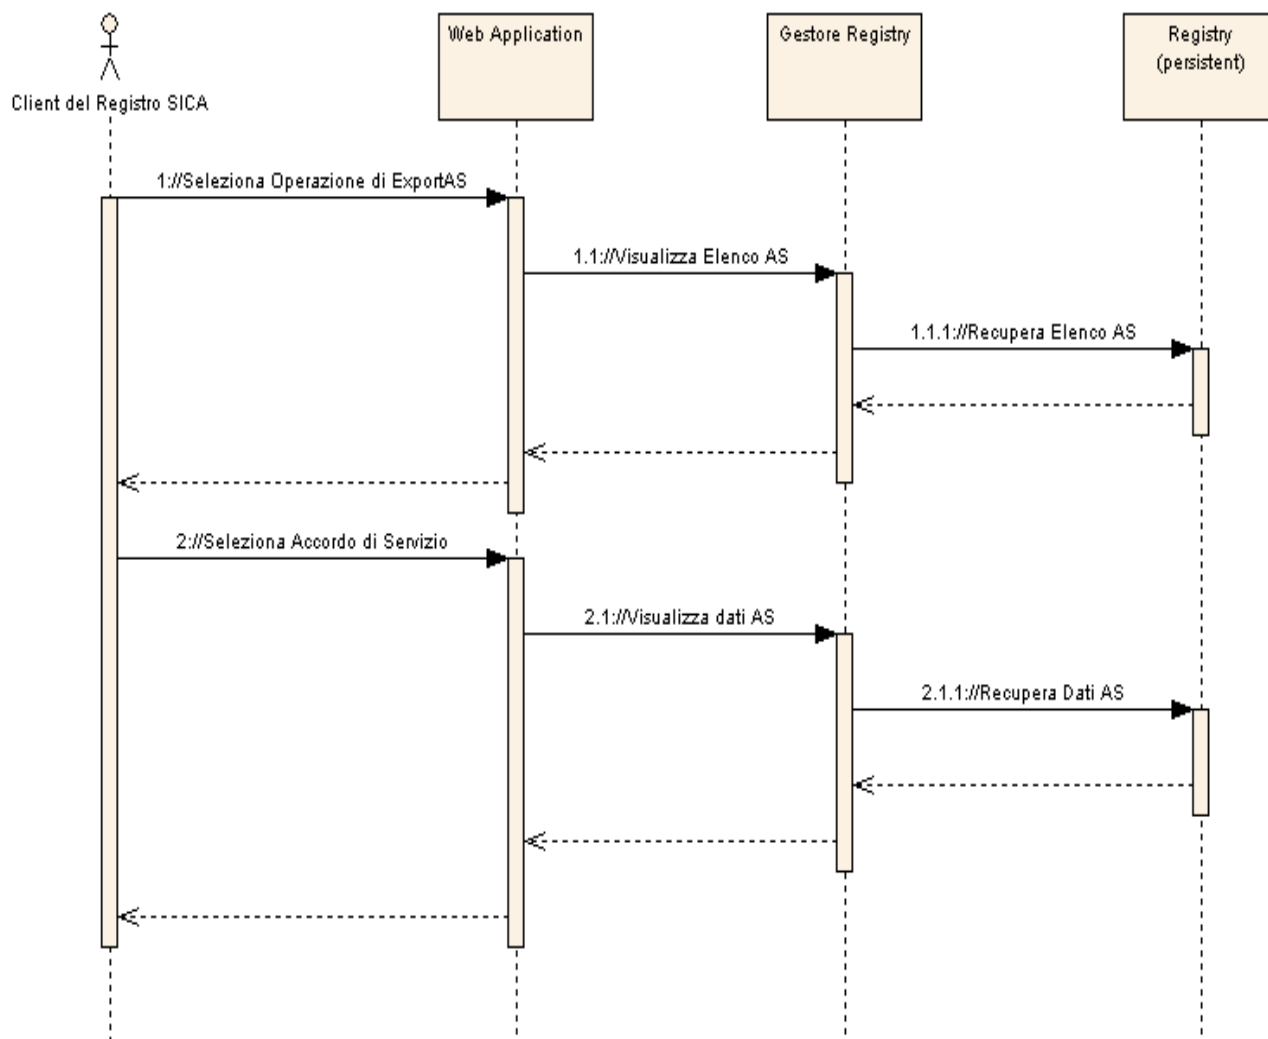 Web Application
Gestore Registry
Registry
(persistent)
Client del Registro SICA
1://Seleziona Operazione di ExportAS
1.1://Visualizza Elenco AS
1.1.1://Recupera Elenco AS
2://Seleziona Accordo di Servizio
2.1://Visualizza dati AS
2.1.1://Recupera Dati AS